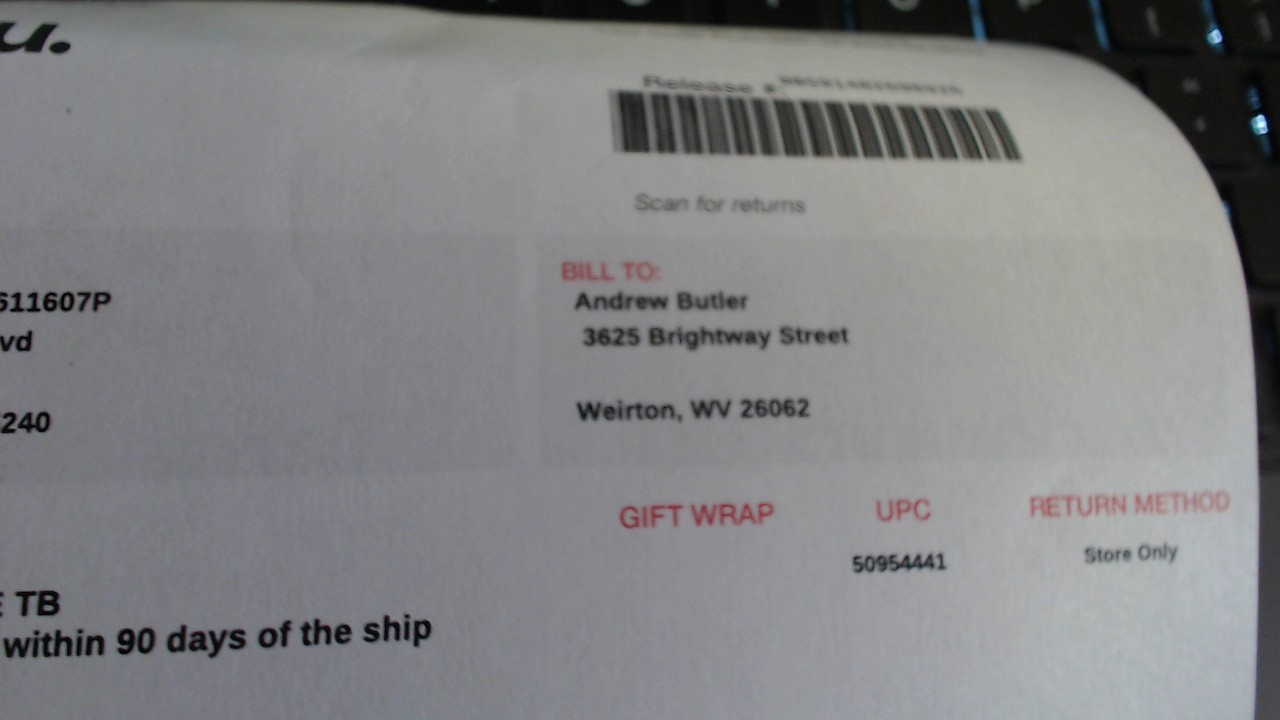 u.
Release #:
Scan for returns
611607P
vd
240
BILL TO:
Andrew Butler
3625 Brightway Street
Weirton, WV 26062
GIFT WRAP UPC RETURN METHOD
50954441 Store Only
E TB
within 90 days of the ship